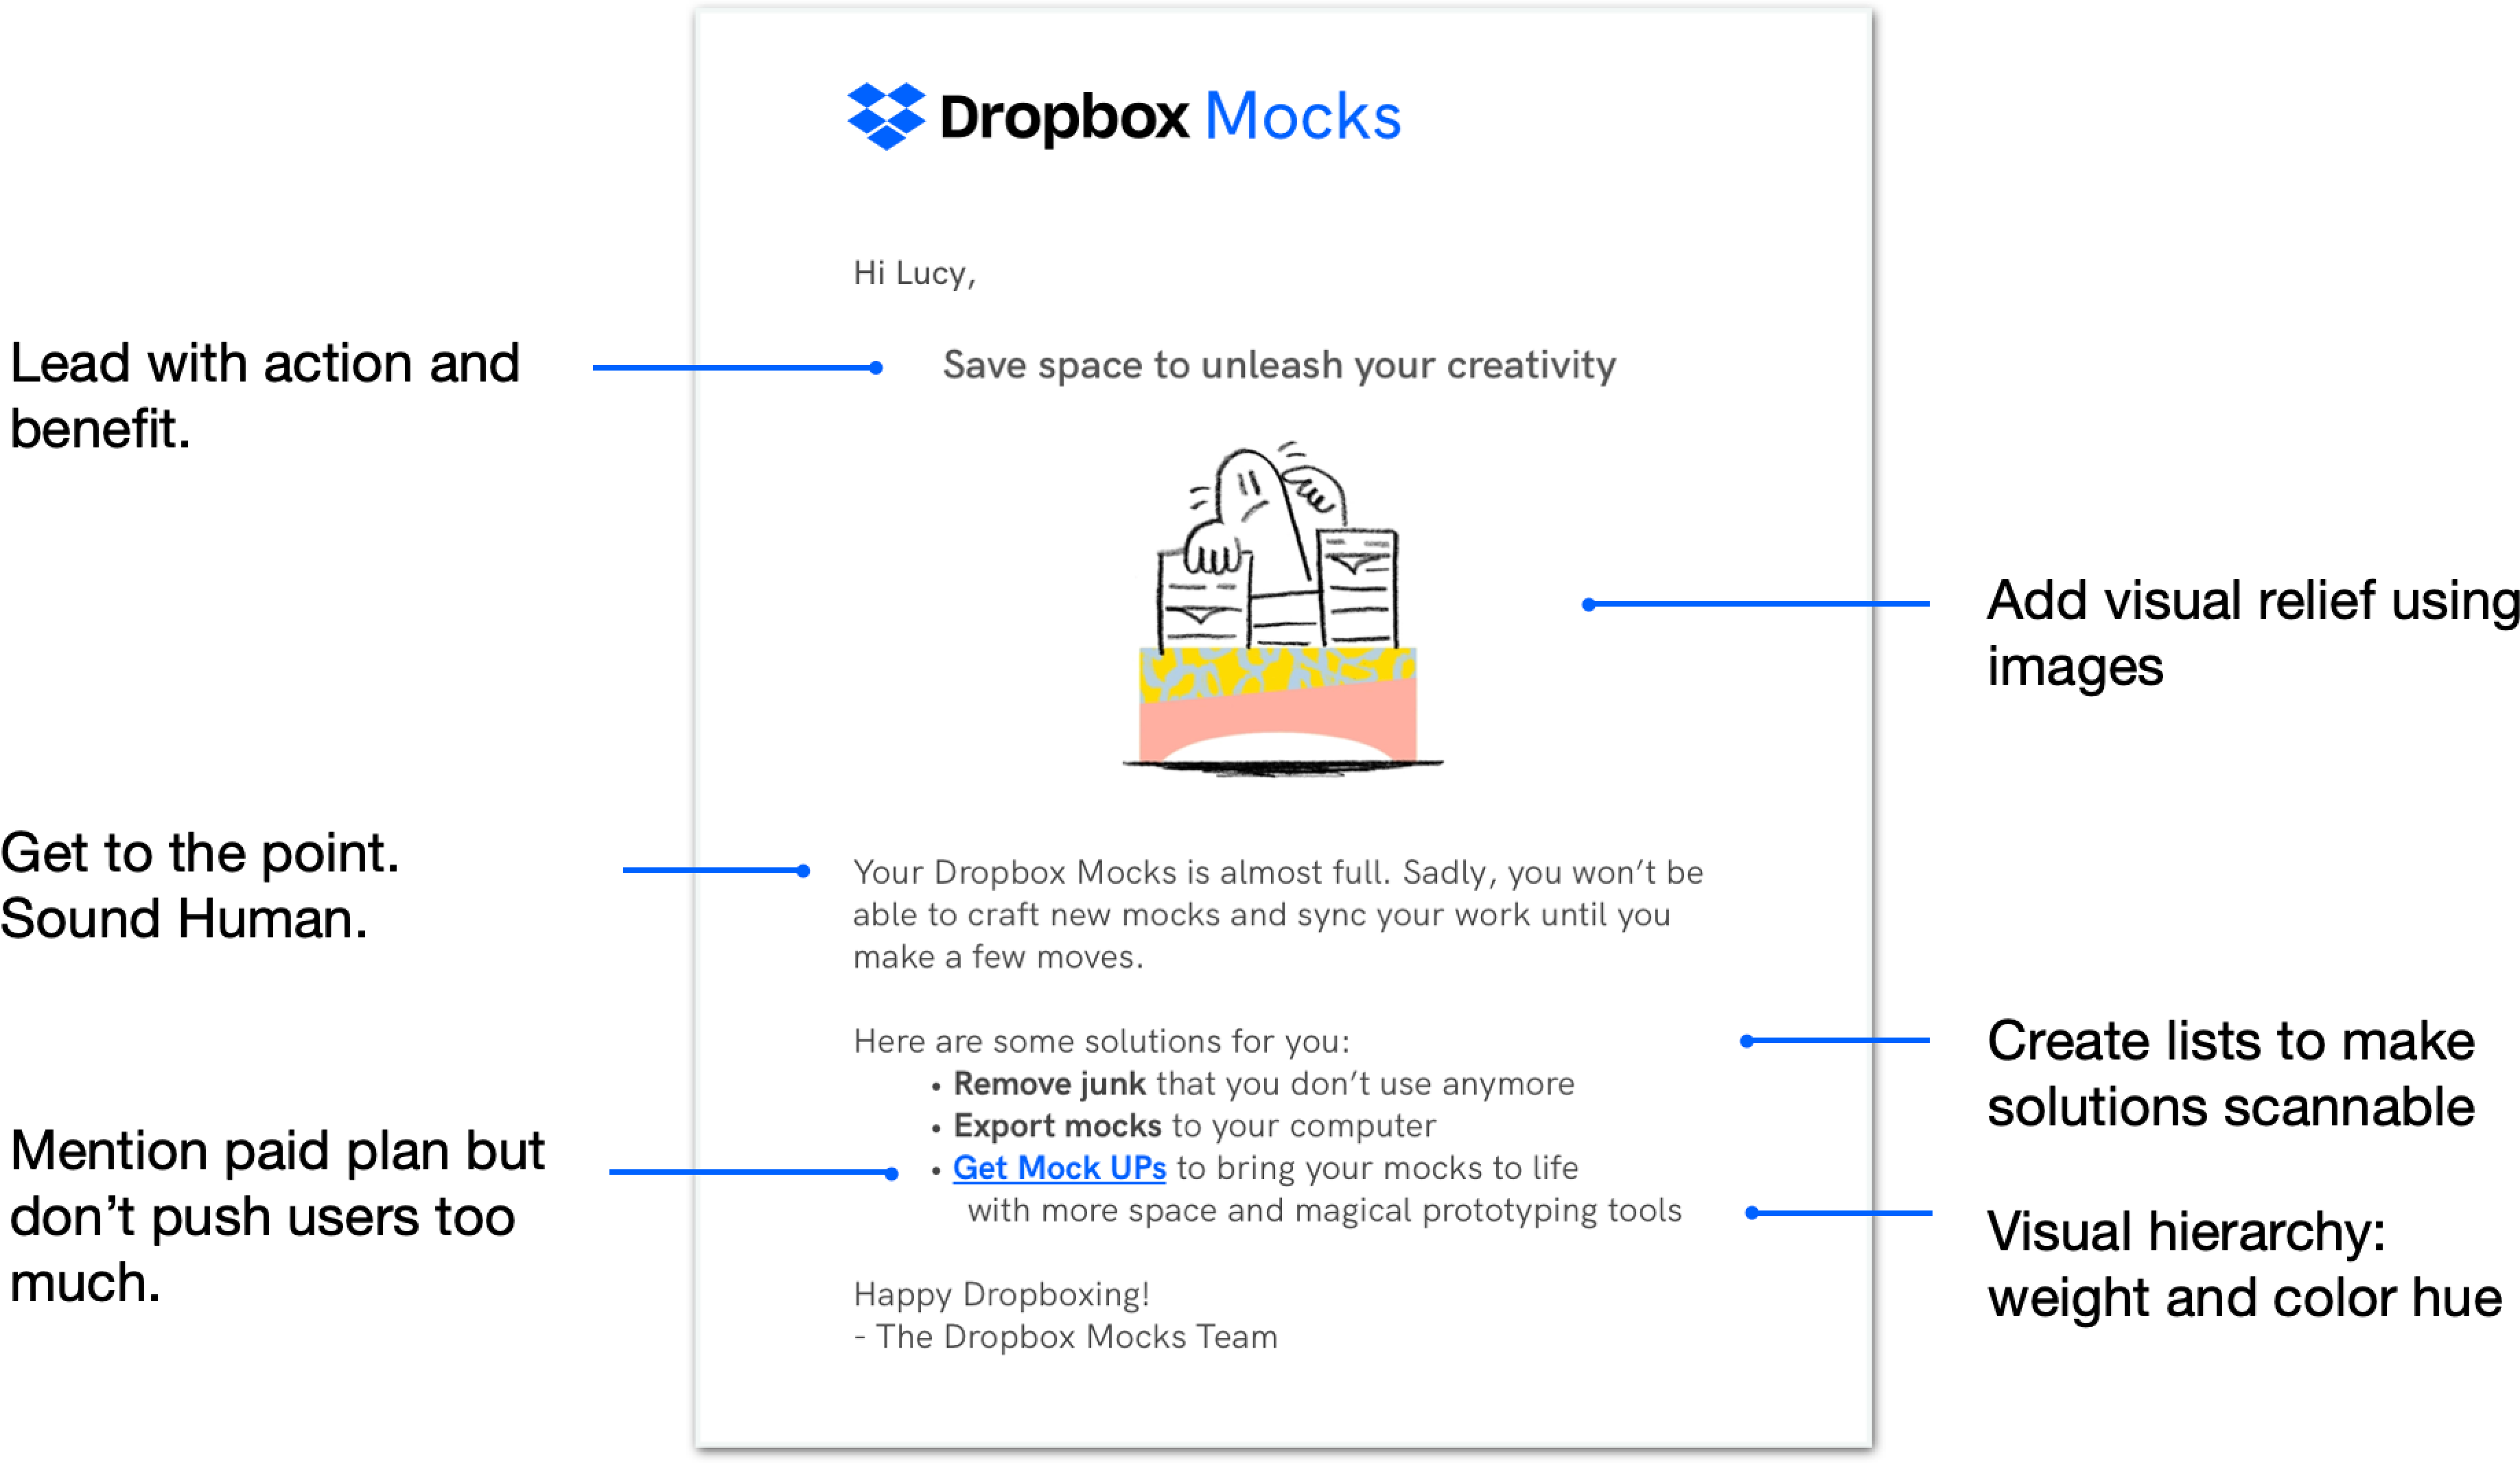 Dropbox Mocks
Hi Lucy,
Lead with action and
benefit.
Save space to unleash your creativity
Add visual relief using
images
Get to the point.
Sound Human.
Your Dropbox Mocks is almost full. Sadly, you won’t be
able to craft new mocks and sync your work until you
make a few moves.
Here are some solutions for you:
• Remove junk that you don’t use anymore
• Export mocks to your computer
• Get Mock UPs to bring your mocks to life
with more space and magical prototyping tools
Create lists to make
solutions scannable
Mention paid plan but
don’t push users too
much.
Visual hierarchy:
weight and color hue
Happy Dropboxing!
- The Dropbox Mocks Team